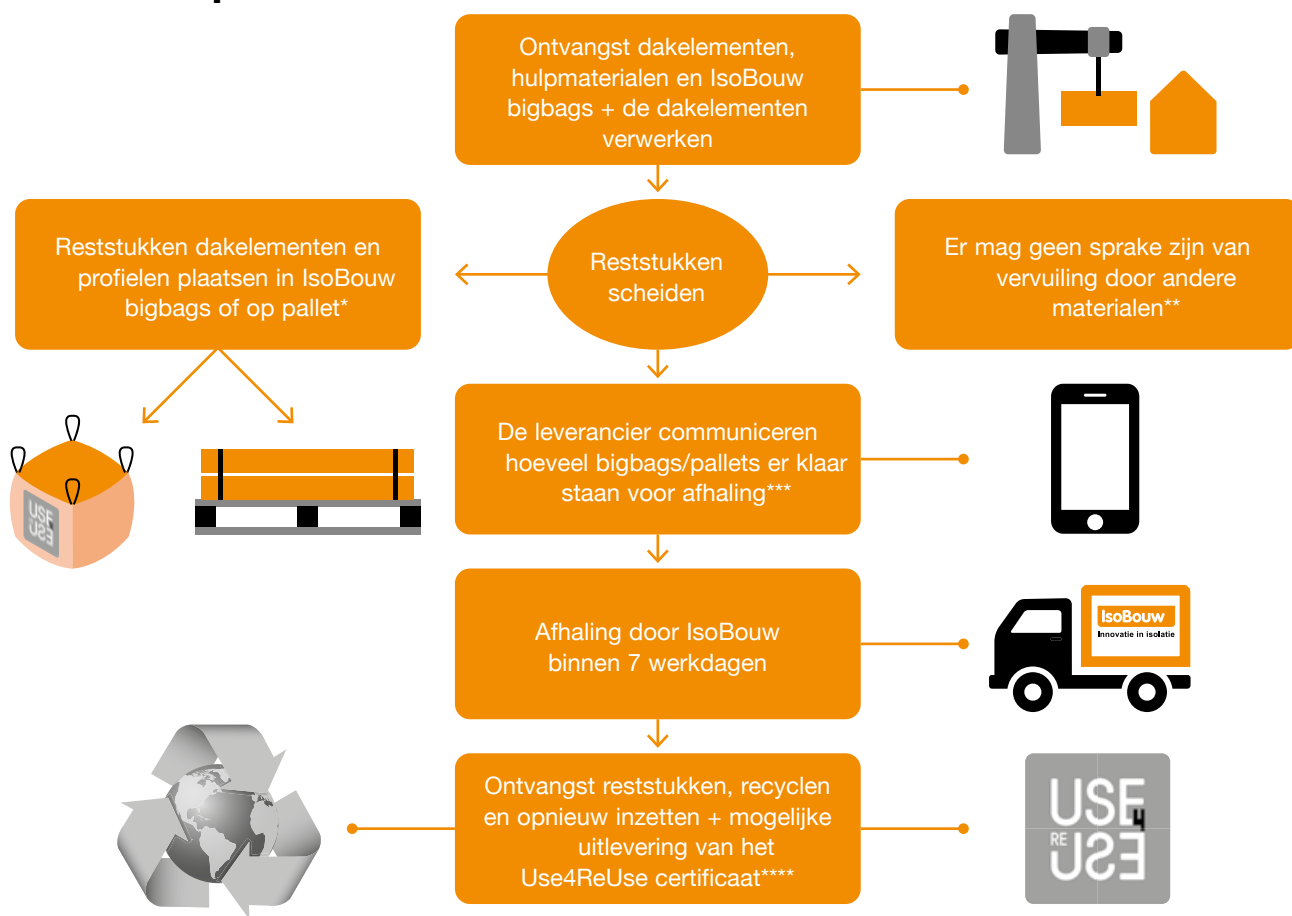 Ontvangst dakelementen,
hulpmaterialen en IsoBouw
bigbags + de dakelementen
verwerken
Reststukken dakelementen en
profielen plaatsen in IsoBouw
bigbags of op pallet*
Reststukken
scheiden
Er mag geen sprake zijn van
vervuiling door andere
materialen**
USE
4
USE
De leverancier communiceren
hoeveel bigbags/pallets er klaar
staan voor afhaling***
Afhaling door IsoBouw
binnen 7 werkdagen
IsoBouw
Innovatie in isolatie
Ontvangst reststukken, recyclen
en opnieuw inzetten + mogelijke
uitlevering van het
Use4ReUse certificaat****
USE
4
RE
USE